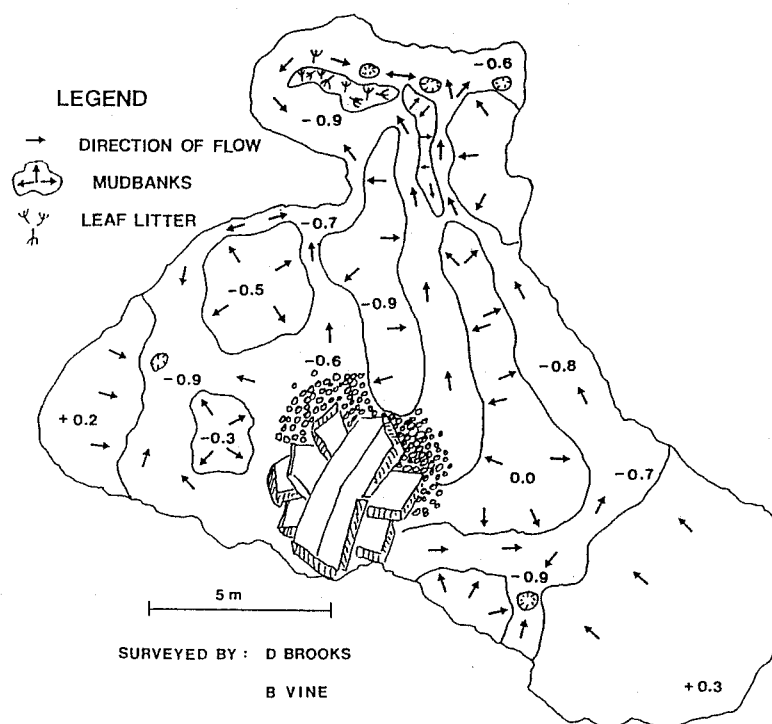 LEGEND
DIRECTION OF FLOW
MUDBANKS
LEAF LITTER
-0.6
-0.9
-0.7
-0.5
-0.9
-0.6
-0.8
-0.9
+0.2
-0.3
0.0
-0.7
-0.9
+0.3
5 m
SURVEYED BY : D BROOKS
B VINE